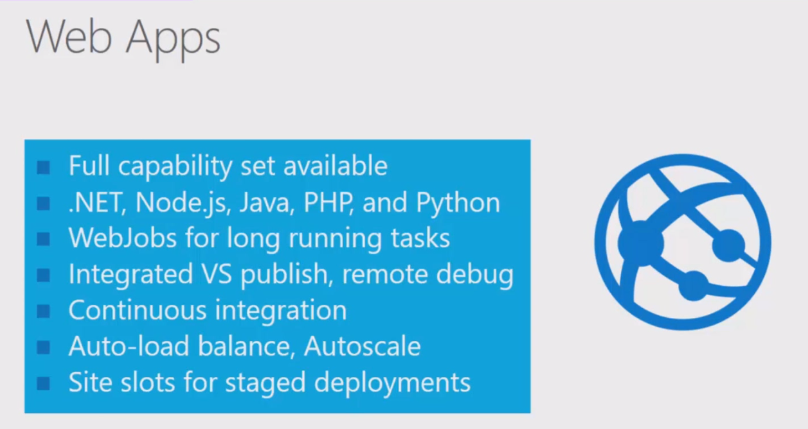 Web Apps
Full capability set available
.NET, Node.js, Java, PHP, and Python
WebJobs for long running tasks
Integrated VS publish, remote debug
Continuous integration
Auto-load balance, Autoscale
Site slots for staged deployments